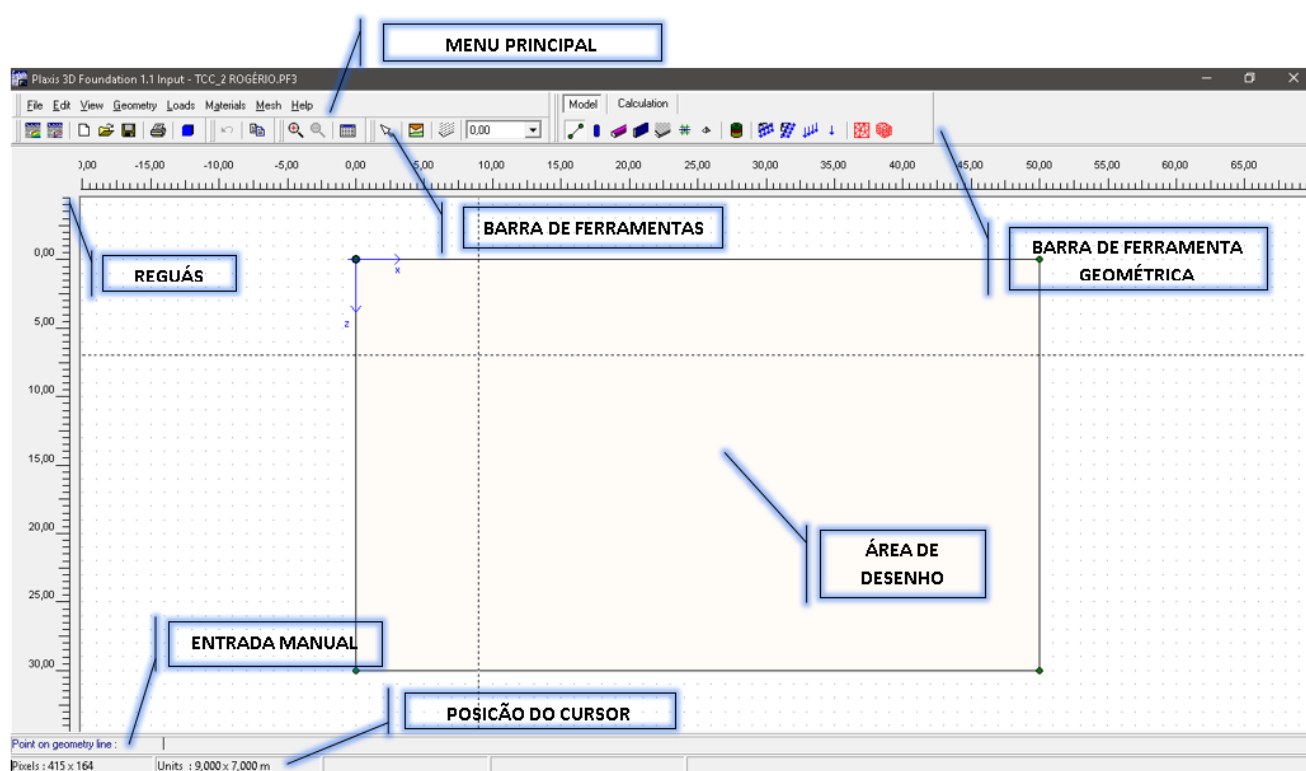 MENU PRINCIPAL
Plaxis 3D Foundation 1.1 Input - TCC_2 ROGÉRIO.PF3
File Edit View Geometry Loads Materials Mesh Help
Model Calculation
0,00
0,00 -15,00 -10,00 -5,00 0,00 5,00 10,00 15,00 20,00 25,00 30,00 35,00 40,00 45,00 50,00 55,00 60,00 65,00
BARRA DE FERRAMENTAS
BARRA DE FERRAMENTA
GEOMÉTRICA
0,00
REGUÁS
x
z
5,00
10,00
15,00
20,00
ÁREA DE
DESENHO
25,00
ENTRADA MANUAL
30,00
POSICÃO DO CURSOR
Point on geometry line :
Pixels : 415 x 164 Units : 9,000 x 7,000 m